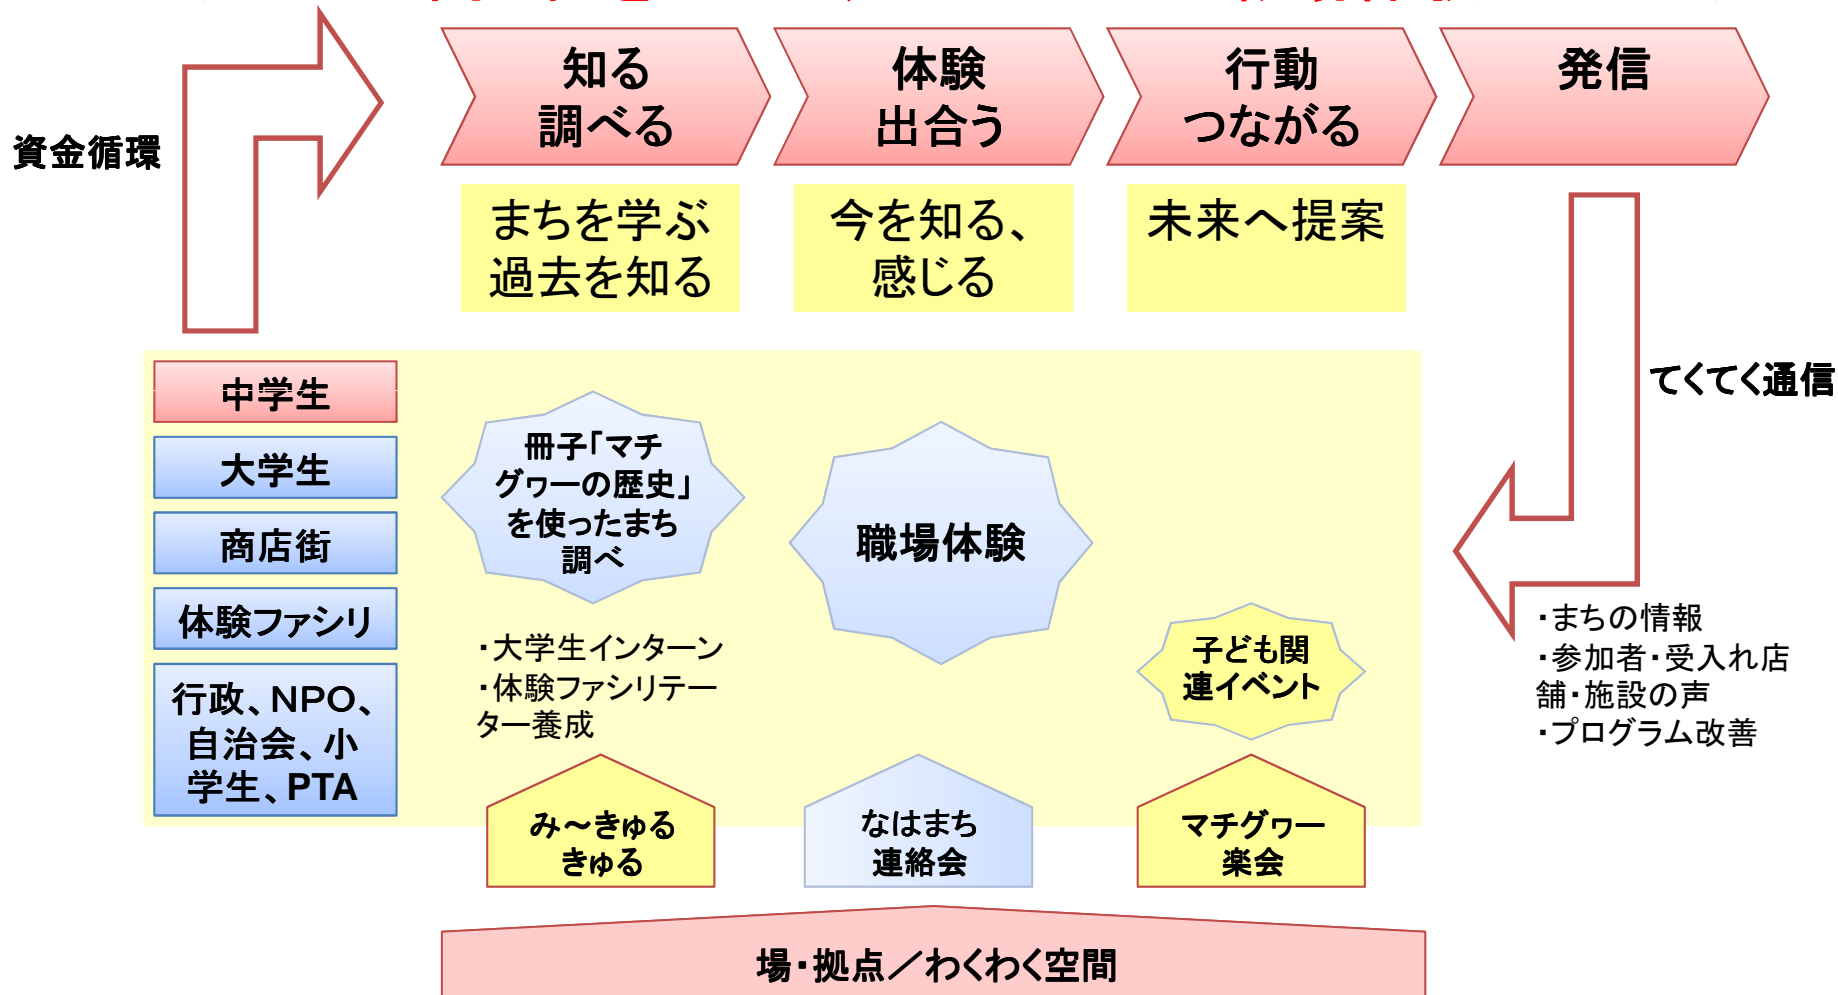 知る
調べる
体験
出合う
行動
つながる
発信
資金循環
まちを学ぶ
過去を知る
今を知る、
感じる
未来へ提案
てくてく通信
中学生
大学生
商店街
体験ファシリ
行政、NPO、
自治会、小
学生、PTA
冊子「マチ
グヮーの歴史」
を使ったまち
調べ
職場体験
・大学生インターン
・体験ファシリテー
ター養成
子ども関
連イベント
・まちの情報
・参加者・受入れ店
舗・施設の声
・プログラム改善
み～きゅる
きゅる
なはまち
連絡会
マチグヮー
楽会
場・拠点／わくわく空間